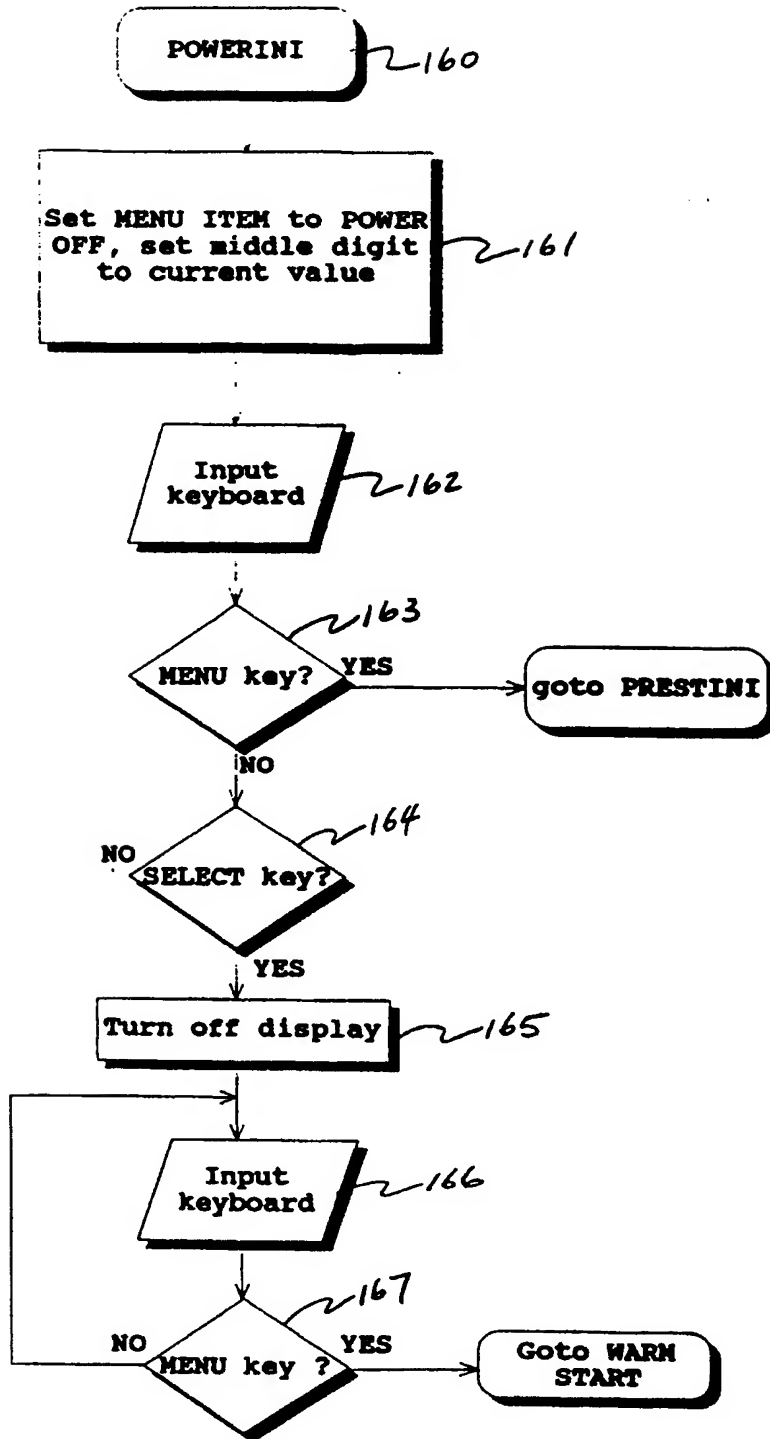 POWERINI
160
Set MENU ITEM to POWER
OFF, set middle digit
to current value
161
Input
keyboard
162
163
MENU key?
YES
goto PRESTINI
NO
164
NO
SELECT key?
YES
Turn off display
165
Input
keyboard
166
167
NO
MENU key ?
YES
Goto WARM
START